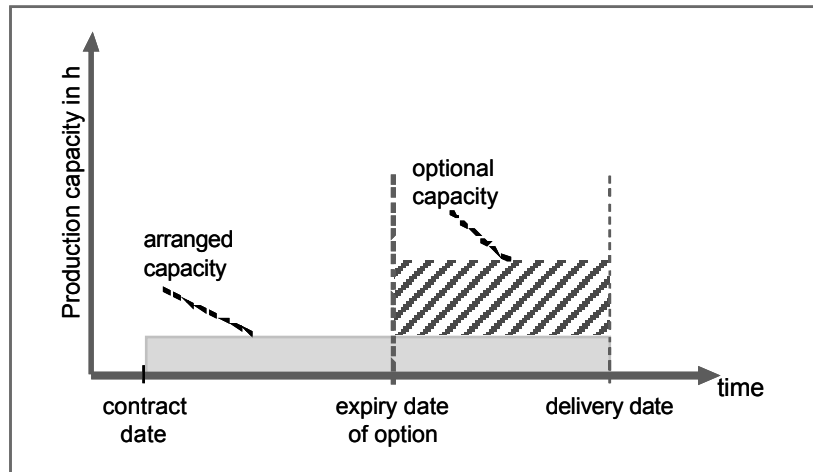 Production capacity in h
optional
capacity
arranged
capacity
time
contract
date
expiry date
of option
delivery date